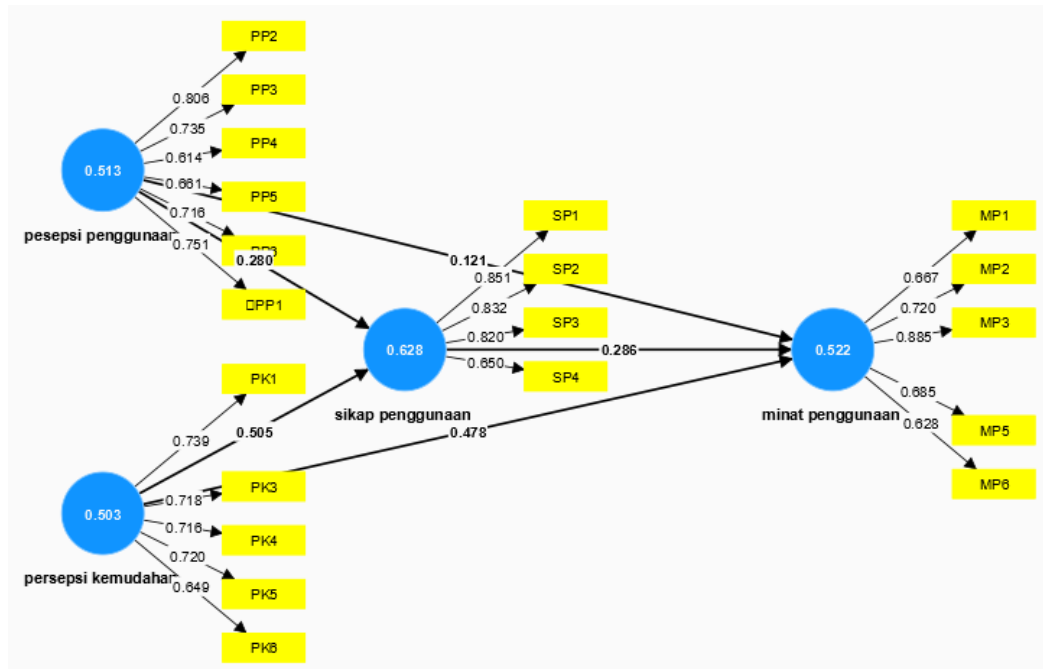 PP2
0.806
PP3
0.735
PP4
0.614
0.513
0.661
PP5
0.716
pesepsi penggunaan
0.751
0.280
□PP1
0.121
SP1
0.851
SP2
0.832
SP3
0.820
SP4
0.650
0.628
sikap penggunaan
0.286
MP1
0.667
MP2
0.720
MP3
0.885
0.522
minat penggunaan
0.685
MP5
0.628
MP6
PK1
0.739
0.505
0.478
PK3
0.718
0.503
PK4
0.716
0.720
persepsi kemudahan
PK5
0.649
PK6